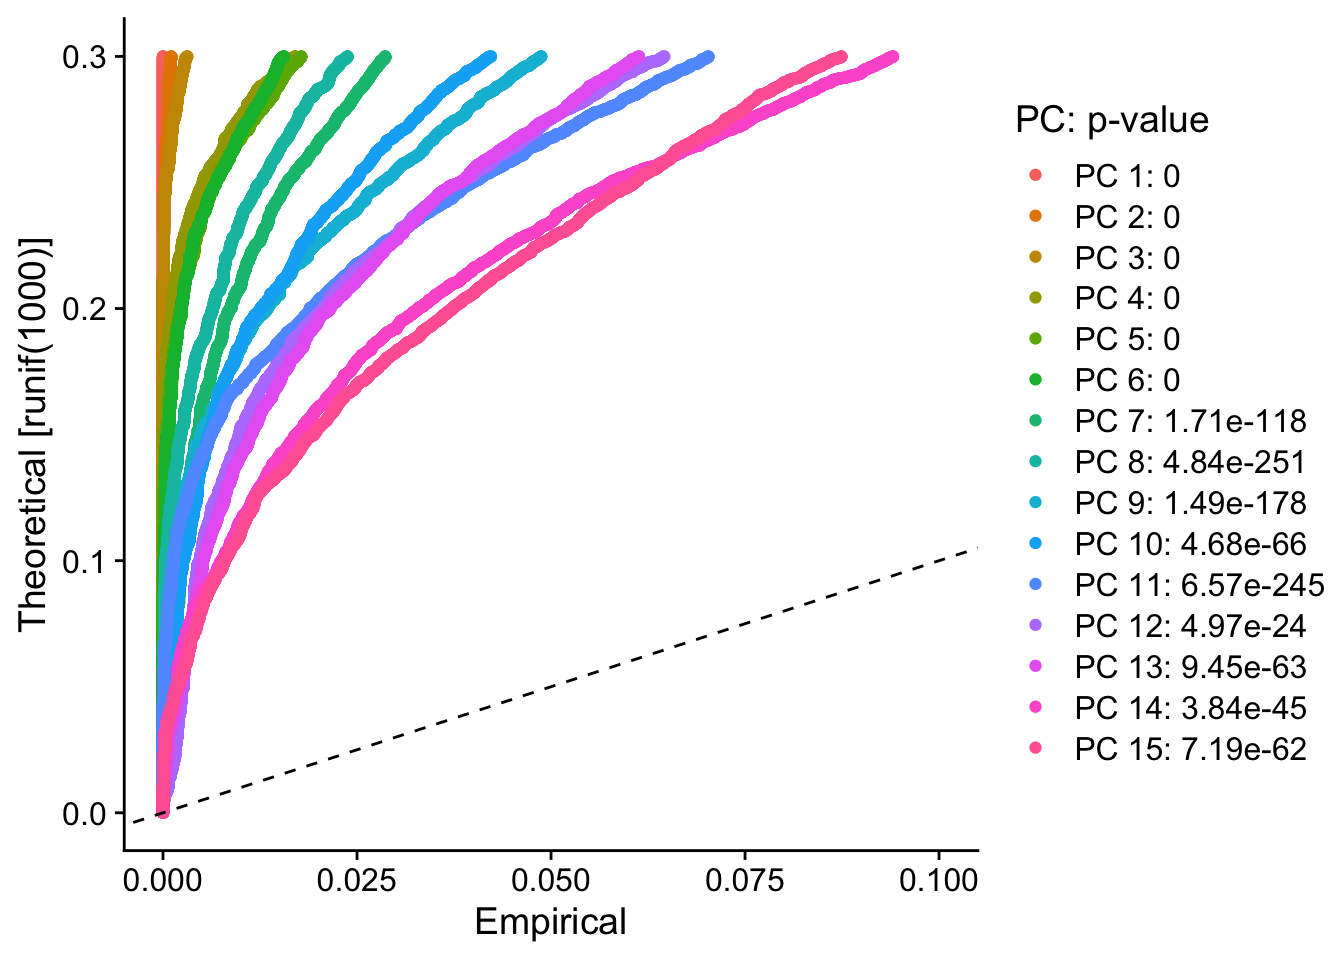 0.3
0.2
0.1
0.0
Theoretical [runif(1000)]
0.000 0.025 0.050 0.075 0.100
Empirical
PC: p-value
PC 1: 0
PC 2: 0
PC 3: 0
PC 4: 0
PC 5: 0
PC 6: 0
PC 7: 1.71e-118
PC 8: 4.84e-251
PC 9: 1.49e-178
PC 10: 4.68e-66
PC 11: 6.57e-245
PC 12: 4.97e-24
PC 13: 9.45e-63
PC 14: 3.84e-45
PC 15: 7.19e-62